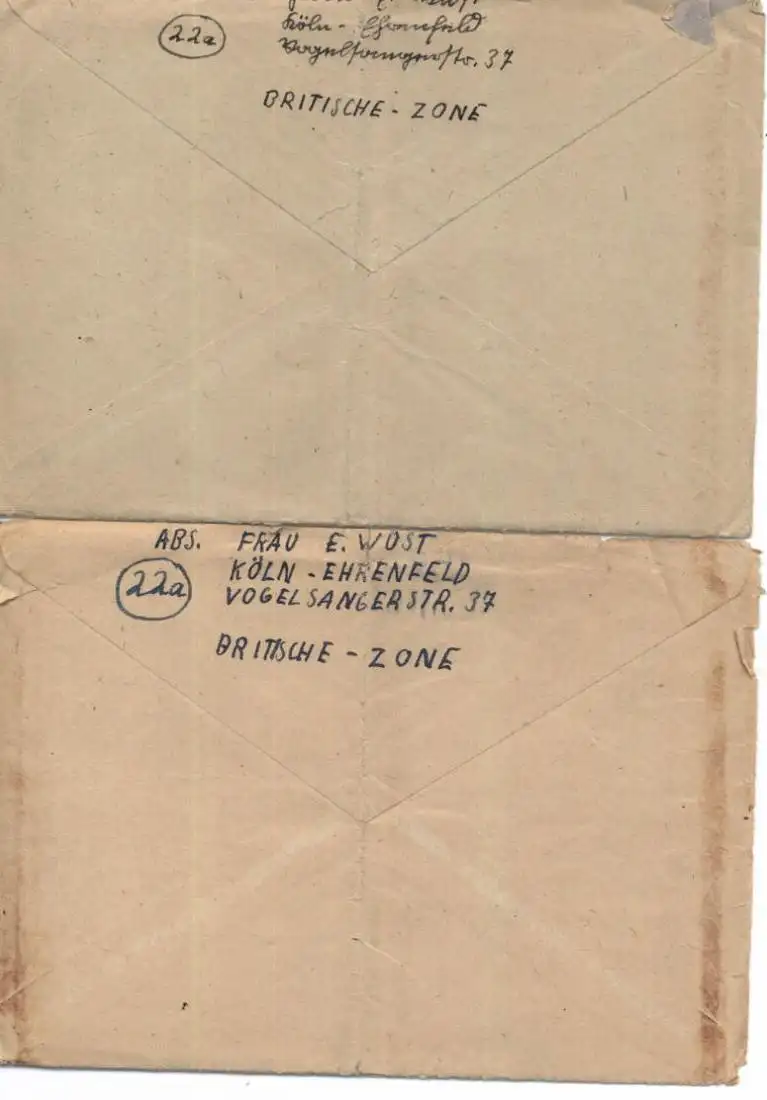 22a
Köln - Ehrenfeld
Vogelsangerstr. 37
BRITISCHE - ZONE
ABS. FRAU E. WÜST
22a
KÖLN - EHRENFELD
VOGELSANGERSTR. 37
BRITISCHE - ZONE